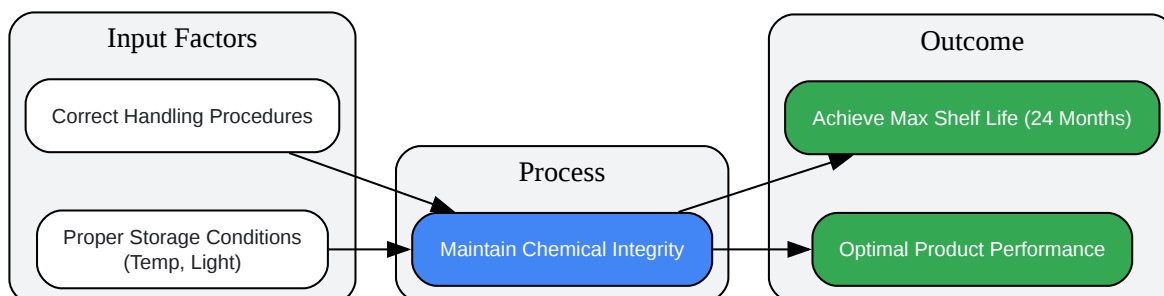 Input Factors
Correct Handling Procedures
Proper Storage Conditions
(Temp, Light)
Process
Maintain Chemical Integrity
Outcome
Achieve Max Shelf Life (24 Months)
Optimal Product Performance